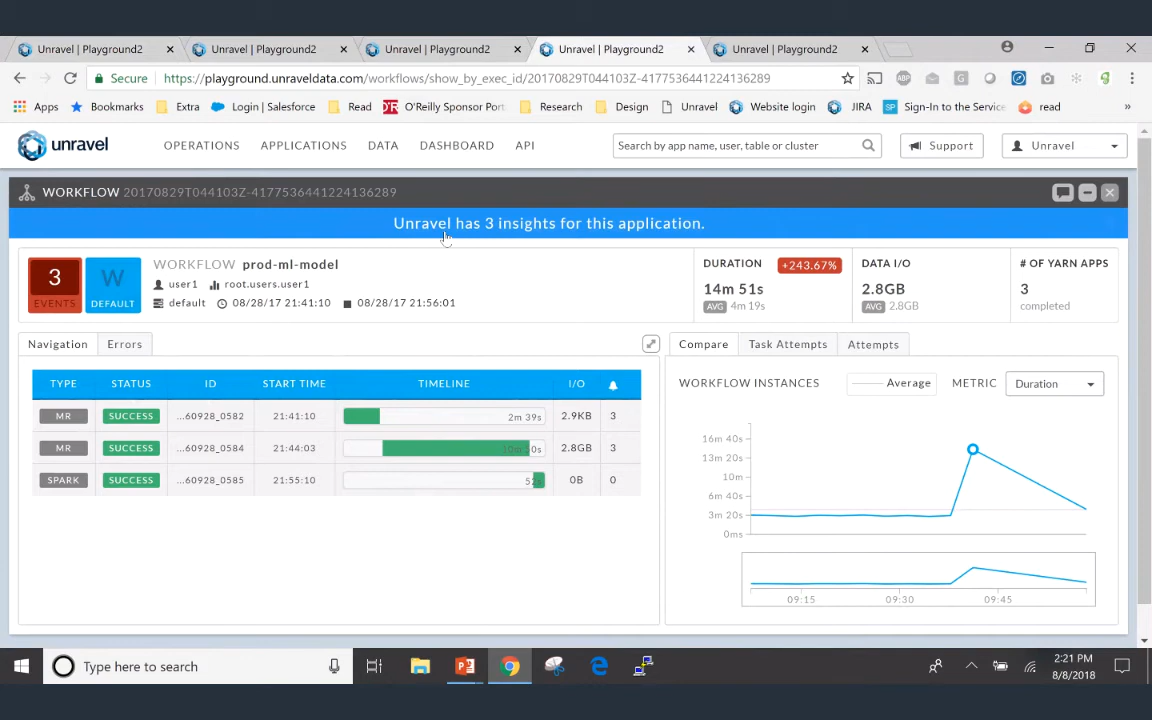 Unravel | Playground2
Unravel | Playground2
Unravel | Playground2
Unravel | Playground2
Unravel | Playground2
Secure
https://playground.unraveldata.com/workflows/show_by_exec_id/20170829T044103Z-4177536441224136289
ABP
G
Apps
Bookmarks
Extra
Login | Salesforce
Read
O'Reilly Sponsor Port
Research
Design
Unravel
Website login
JIRA
SP
Sign-In to the Service
read
»
unravel
OPERATIONS
APPLICATIONS
DATA
DASHBOARD
API
Search by app name, user, table or cluster
Support
Unravel
WORKFLOW 20170829T044103Z-4177536441224136289
Unravel has 3 insights for this application.
3
EVENTS
W
DEFAULT
WORKFLOW prod-ml-model
user1 root.users.user1
default 08/28/17 21:41:10 08/28/17 21:56:01
DURATION +243.67%
14m 51s
AVG 4m 19s
DATA I/O
2.8GB
AVG 2.8GB
# OF YARN APPS
3
completed
Navigation
Errors
TYPE STATUS ID START TIME TIMELINE I/O
MR SUCCESS ...60928_0582 21:41:10 2m 39s 2.9KB 3
MR SUCCESS ...60928_0584 21:44:03 2.8GB 3
SPARK SUCCESS ...60928_0585 21:55:10 0B 0
Compare
Task Attempts
Attempts
WORKFLOW INSTANCES
Average
METRIC
Duration
16m 40s
13m 20s
10m
6m 40s
3m 20s
0ms
09:15 09:30 09:45
Type here to search
2:21 PM
8/8/2018